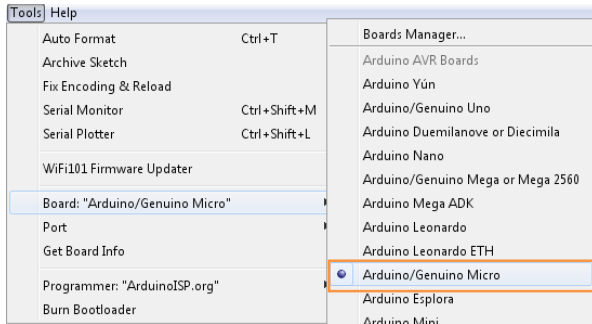 Tools Help
Auto Format Ctrl+T
Archive Sketch
Fix Encoding & Reload
Serial Monitor Ctrl+Shift+M
Serial Plotter Ctrl+Shift+L
WiFi101 Firmware Updater
Board: "Arduino/Genuino Micro"
Port
Get Board Info
Programmer: "ArduinoISP.org"
Burn Bootloader
Boards Manager...
Arduino AVR Boards
Arduino Yún
Arduino/Genuino Uno
Arduino Duemilanove or Diecimila
Arduino Nano
Arduino/Genuino Mega or Mega 2560
Arduino Mega ADK
Arduino Leonardo
Arduino Leonardo ETH
Arduino/Genuino Micro
Arduino Esplora
Arduino Mini